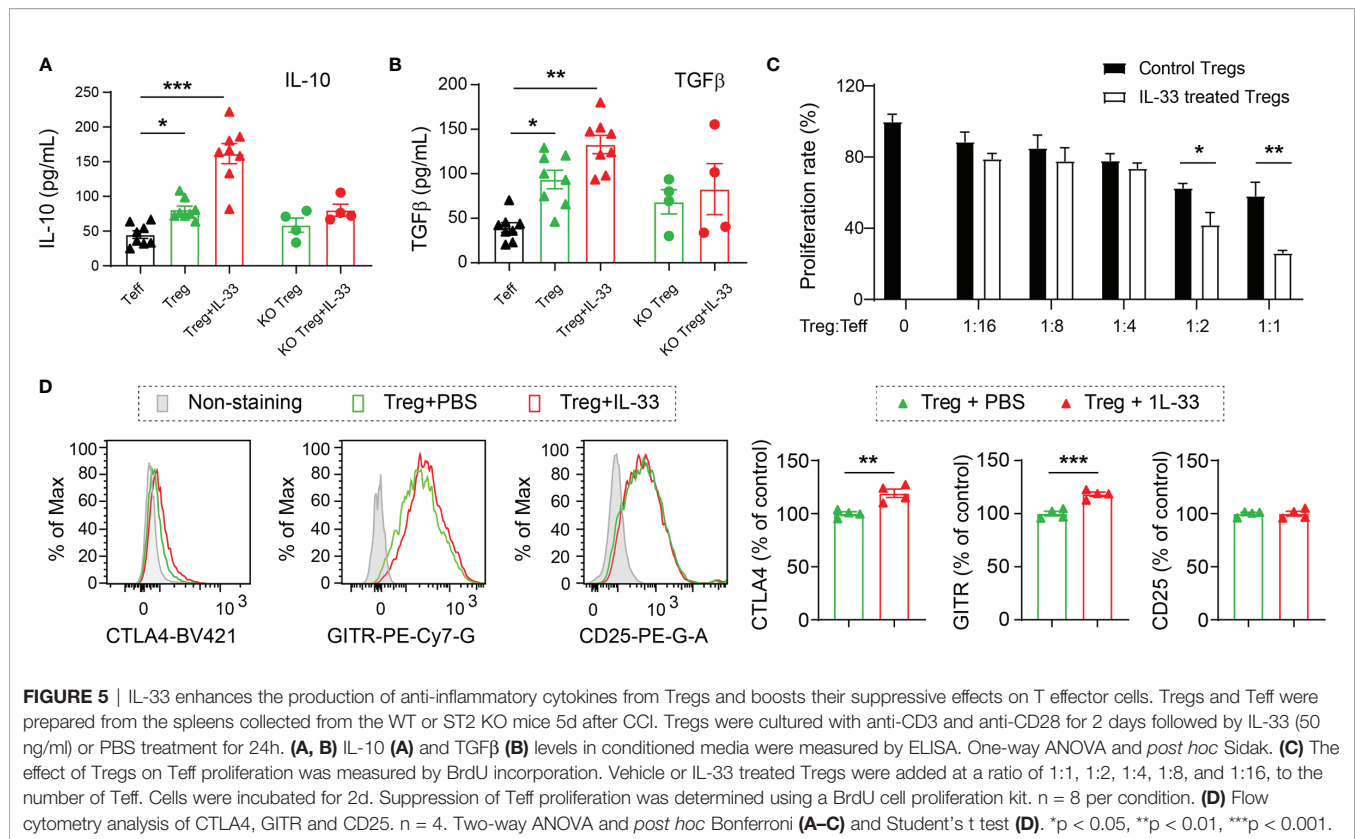 A
IL-10
***
*
IL-10 (pg/mL)
250
200
150
100
50
0
Teff
Treg
Treg+IL-33
KO Treg
KO Treg+IL-33
B
TGFβ
**
*
TGFβ (pg/mL)
200
150
100
50
0
Teff
Treg
Treg+IL-33
KO Treg
KO Treg+IL-33
C
Control Tregs
IL-33 treated Tregs
Proliferation rate (%)
120
80
40
0
*
**
Treg:Teff 0 1:16 1:8 1:4 1:2 1:1
D
Non-staining Treg+PBS Treg+IL-33
% of Max
100
80
60
40
20
0
0 10³
CTLA4-BV421
% of Max
100
80
60
40
20
0
0 10³
GITR-PE-Cy7-G
% of Max
100
80
60
40
20
0
0 10³
CD25-PE-G-A
Treg + PBS Treg + 1L-33
CTLA4 (% of control)
150
100
50
0
**
GITR (% of control)
150
100
50
0
***
CD25 (% of control)
150
100
50
0
FIGURE 5 | IL-33 enhances the production of anti-inflammatory cytokines from Tregs and boosts their suppressive effects on T effector cells. Tregs and Teff were
prepared from the spleens collected from the WT or ST2 KO mice 5d after CCI. Tregs were cultured with anti-CD3 and anti-CD28 for 2 days followed by IL-33 (50
ng/ml) or PBS treatment for 24h. (A, B) IL-10 (A) and TGFβ (B) levels in conditioned media were measured by ELISA. One-way ANOVA and post hoc Sidak. (C) The
effect of Tregs on Teff proliferation was measured by BrdU incorporation. Vehicle or IL-33 treated Tregs were added at a ratio of 1:1, 1:2, 1:4, 1:8, and 1:16, to the
number of Teff. Cells were incubated for 2d. Suppression of Teff proliferation was determined using a BrdU cell proliferation kit. n = 8 per condition. (D) Flow
cytometry analysis of CTLA4, GITR and CD25. n = 4. Two-way ANOVA and post hoc Bonferroni (A–C) and Student's t test (D). *p < 0.05, **p < 0.01, ***p < 0.001.